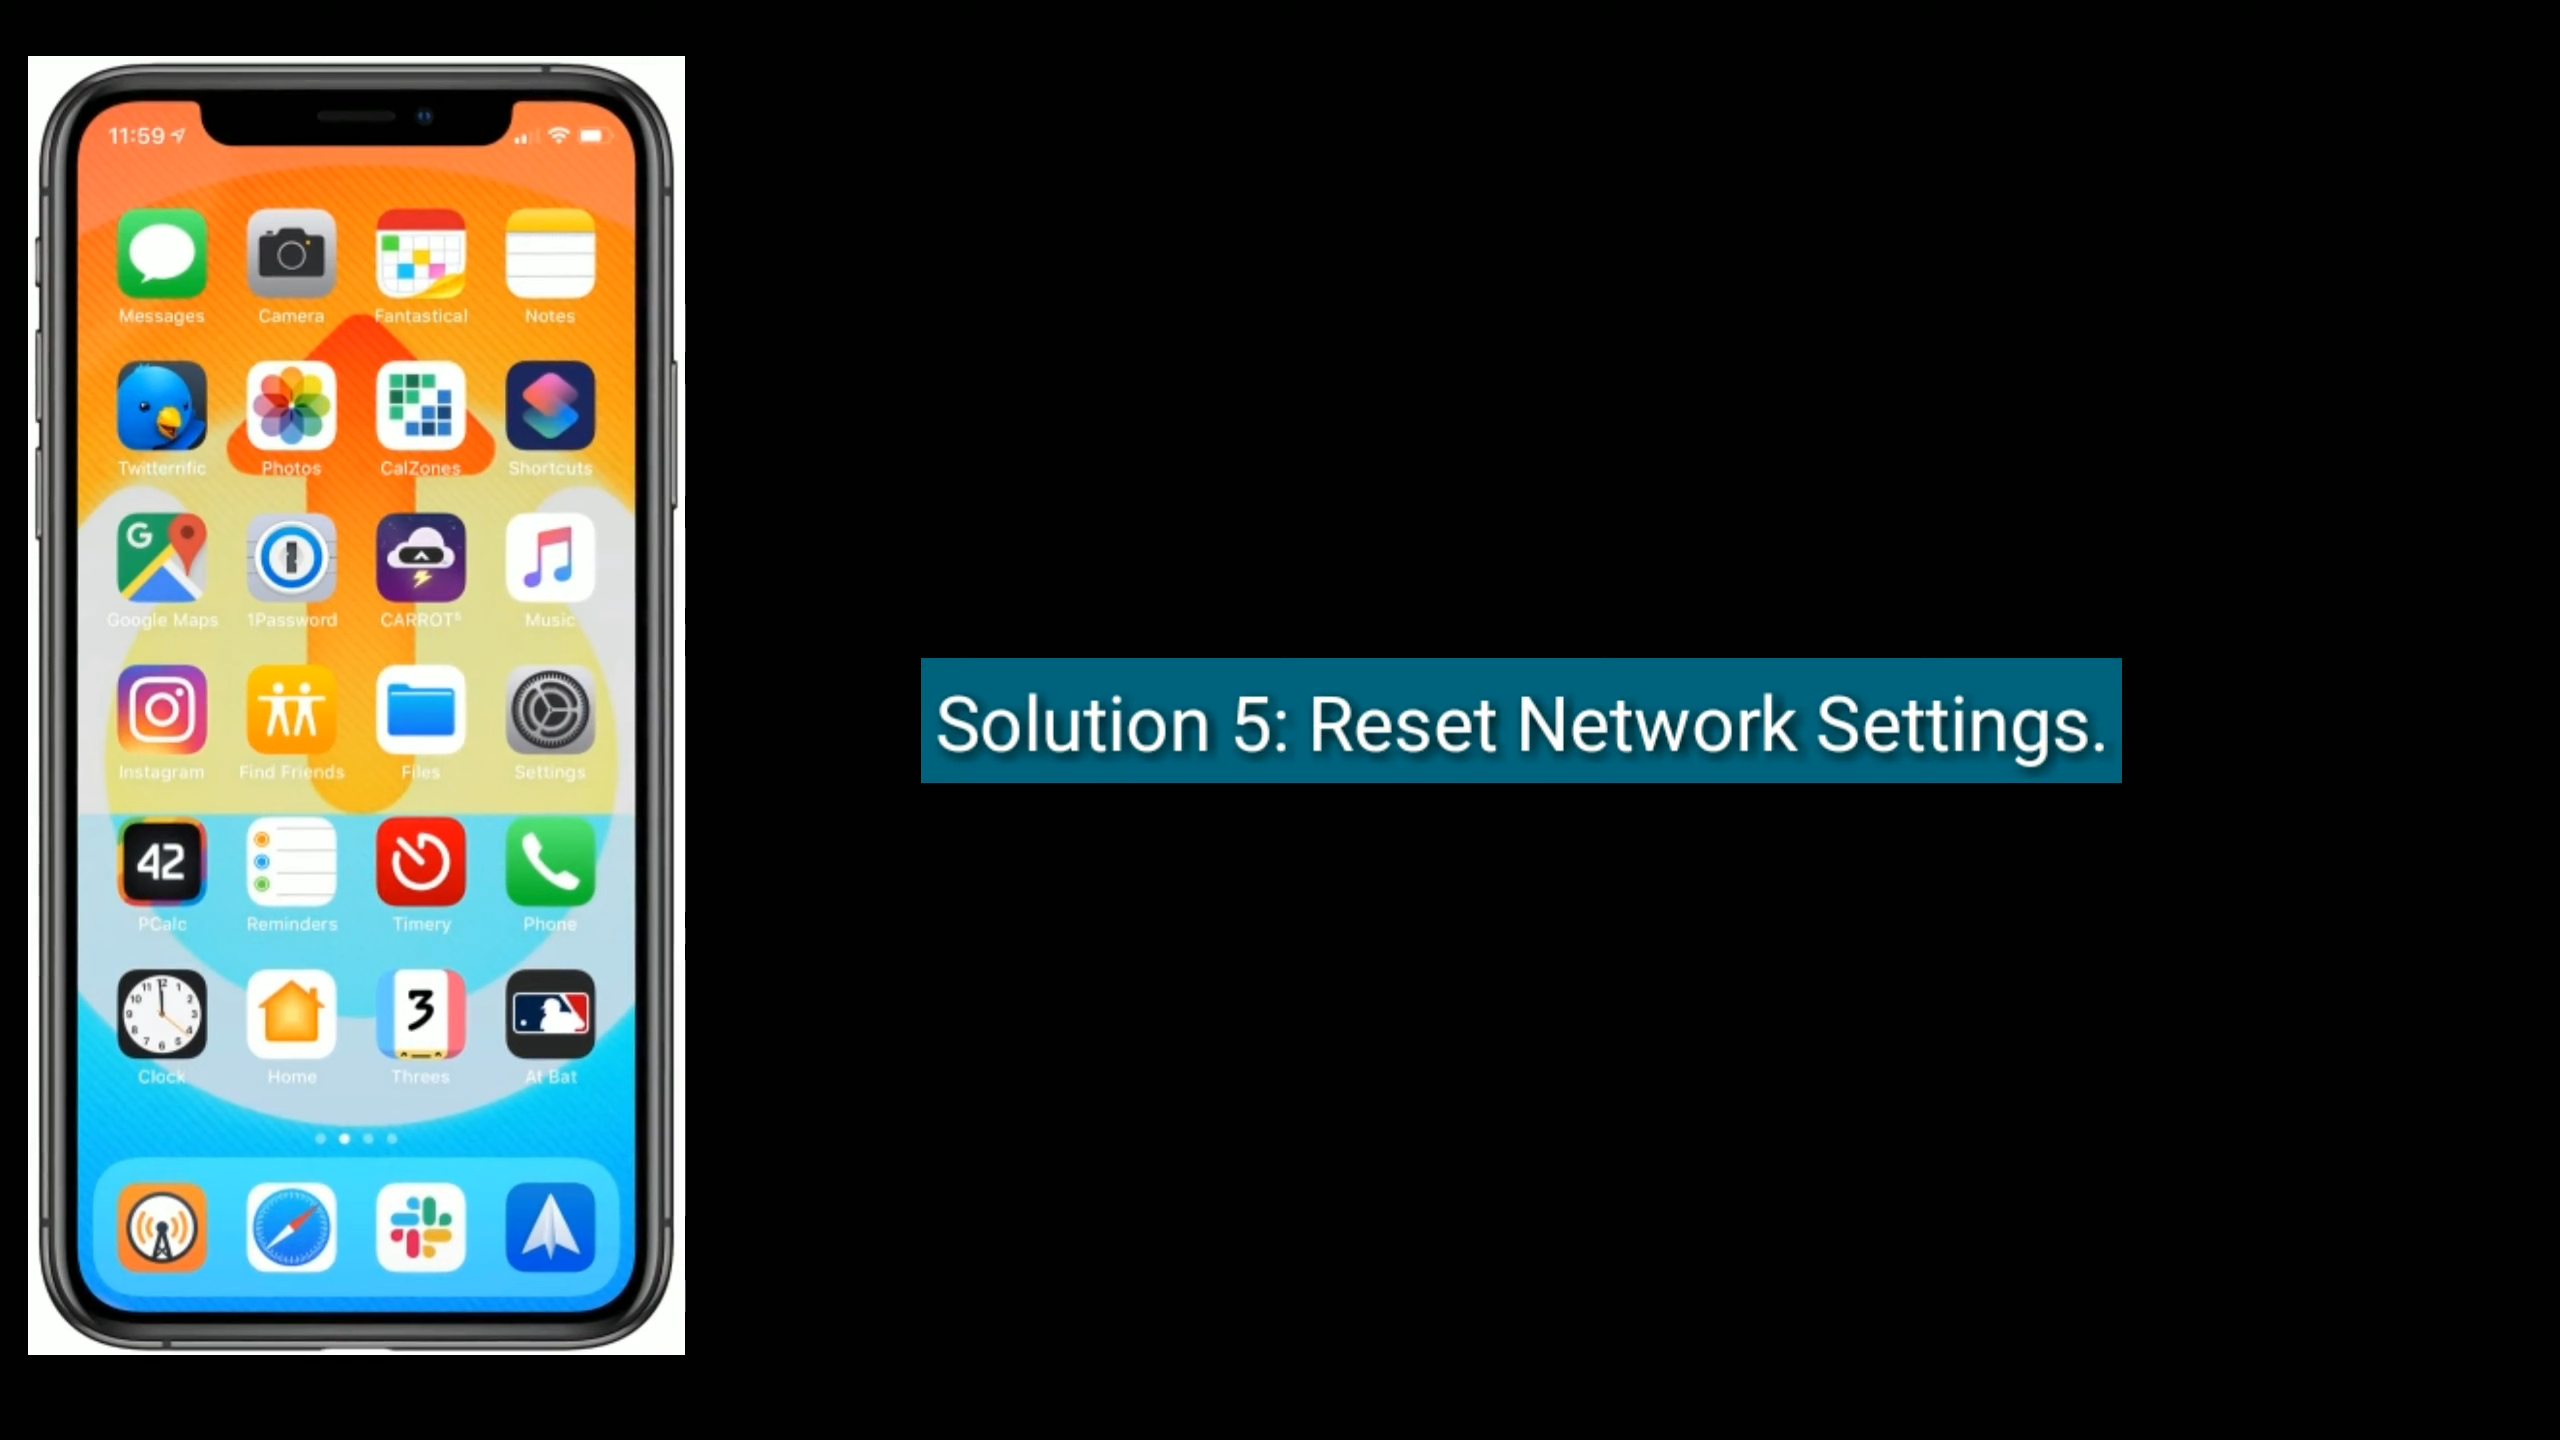 11:59
Messages Camera Fantastical Notes
Twitterrific Photos CalZones Shortcuts
G
Google Maps 1Password CARROT⁵ Music
Instagram Find Friends Files Settings
42
PCalc Reminders Timery Phone
3
Clock Home Threes At Bat
Solution 5: Reset Network Settings.